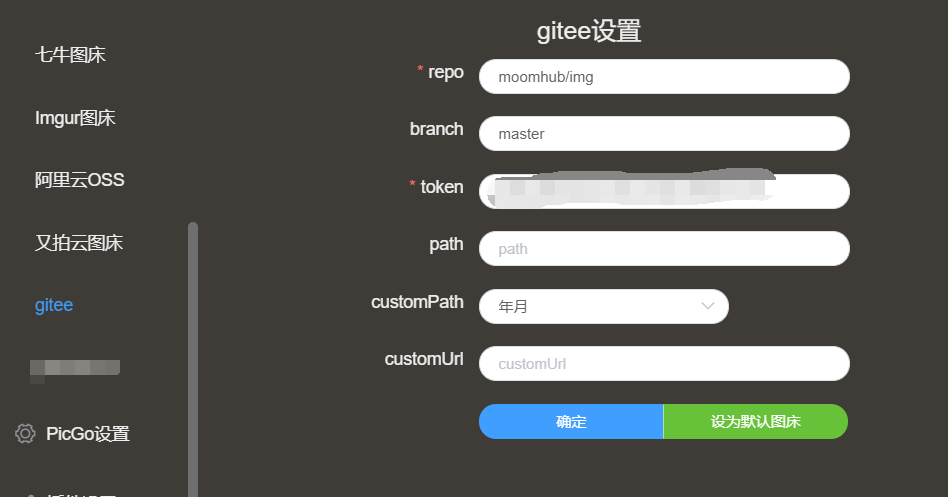 gitee设置
七牛图床
Imgur图床
阿里云OSS
又拍云图床
gitee
PicGo设置
* repo
moomhub/img
branch
master
* token
path
path
customPath
年月
customUrl
customUrl
确定
设为默认图床